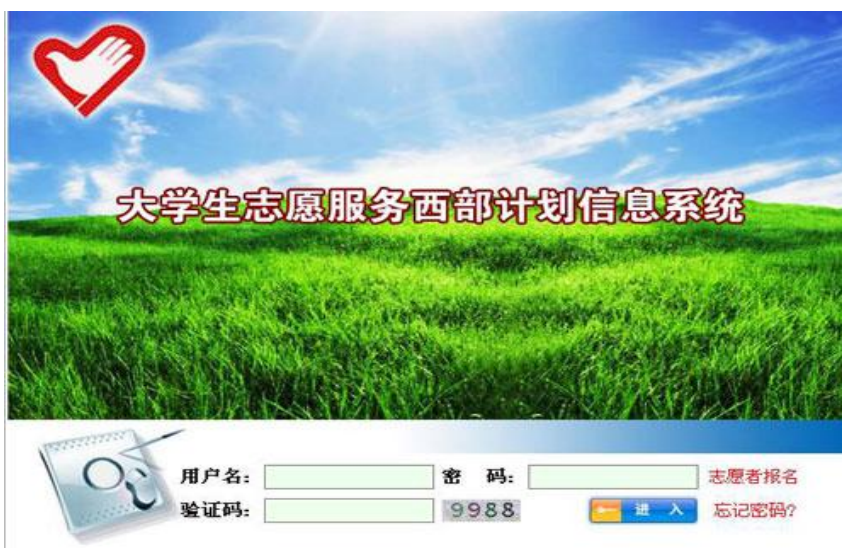 大学生志愿服务西部计划信息系统
用户名: 密 码: 志愿者报名
验证码: 9988 进 入 忘记密码?